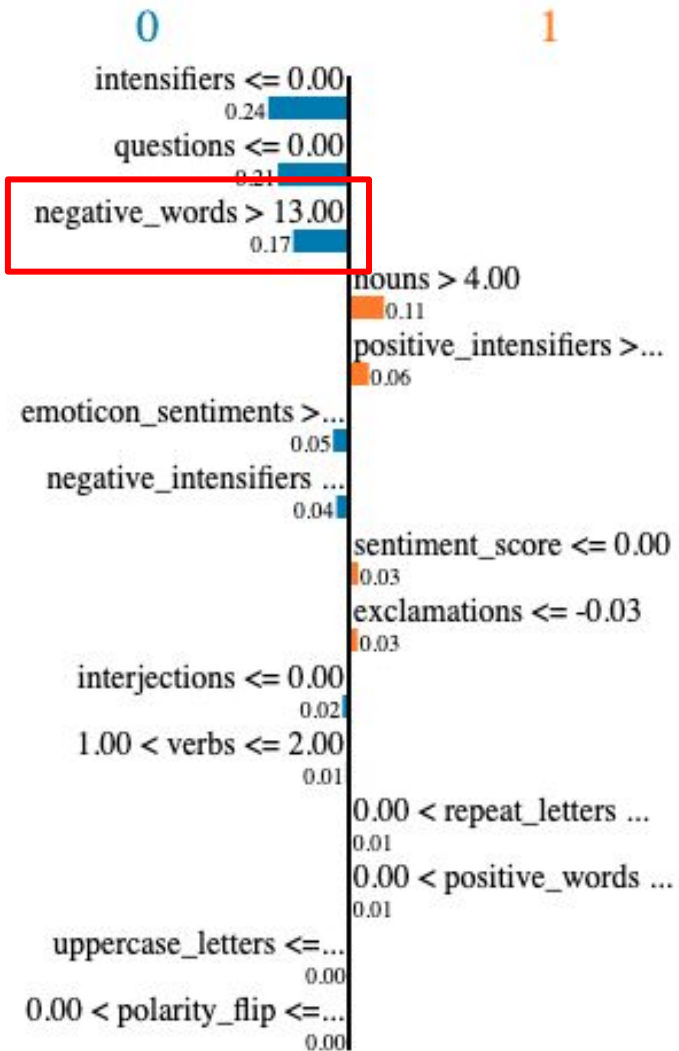 0 1
intensifiers <= 0.00
0.24
questions <= 0.00
0.21
negative_words > 13.00
0.17
nouns > 4.00
0.11
positive_intensifiers >...
0.06
emoticon_sentiments >...
0.05
negative_intensifiers ...
0.04
sentiment_score <= 0.00
0.03
exclamations <= -0.03
0.03
interjections <= 0.00
0.02
1.00 < verbs <= 2.00
0.01
0.00 < repeat_letters ...
0.01
0.00 < positive_words ...
0.01
uppercase_letters <=...
0.00
0.00 < polarity_flip <=...
0.00